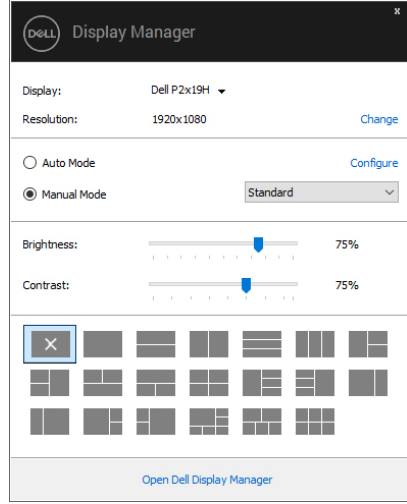 x
DELL Display Manager
Display: Dell P2x19H
Resolution: 1920x1080 Change
Auto Mode Configure
Manual Mode Standard
Brightness: 75%
Contrast: 75%
Open Dell Display Manager